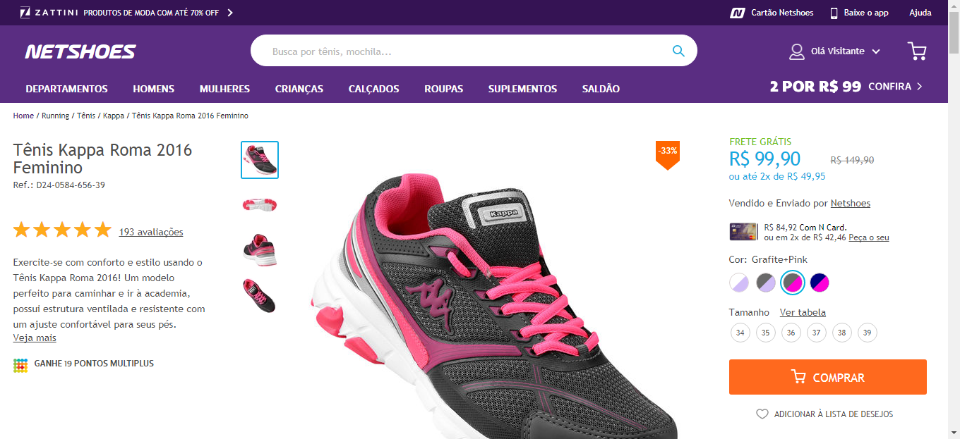 ZATTINI PRODUTOS DE MODA COM ATÉ 70% OFF
Cartão Netshoes Baixe o app Ajuda
NETSHOES
Busca por tênis, mochila...
Olá Visitante
DEPARTAMENTOS HOMENS MULHERES CRIANÇAS CALÇADOS ROUPAS SUPLEMENTOS SALDÃO
2 POR R$ 99 CONFIRA
Home / Running / Tênis / Kappa / Tênis Kappa Roma 2016 Feminino
Tênis Kappa Roma 2016
Feminino
Ref.: D24-0584-656-39
193 avaliações
Exercite-se com conforto e estilo usando o
Tênis Kappa Roma 2016! Um modelo
perfeito para caminhar e ir à academia,
possui estrutura ventilada e resistente com
um ajuste confortável para seus pés.
Veja mais
GANHE 19 PONTOS MULTIPLUS
-33%
Kappa
FRETE GRÁTIS
R$ 99,90 R$ 149,90
ou até 2x de R$ 49,95
Vendido e Enviado por Netshoes
R$ 84,92 Com N Card.
ou em 2x de R$ 42,46 Peça o seu
Cor: Grafite+Pink
Tamanho Ver tabela
34 35 36 37 38 39
COMPRAR
ADICIONAR À LISTA DE DESEJOS